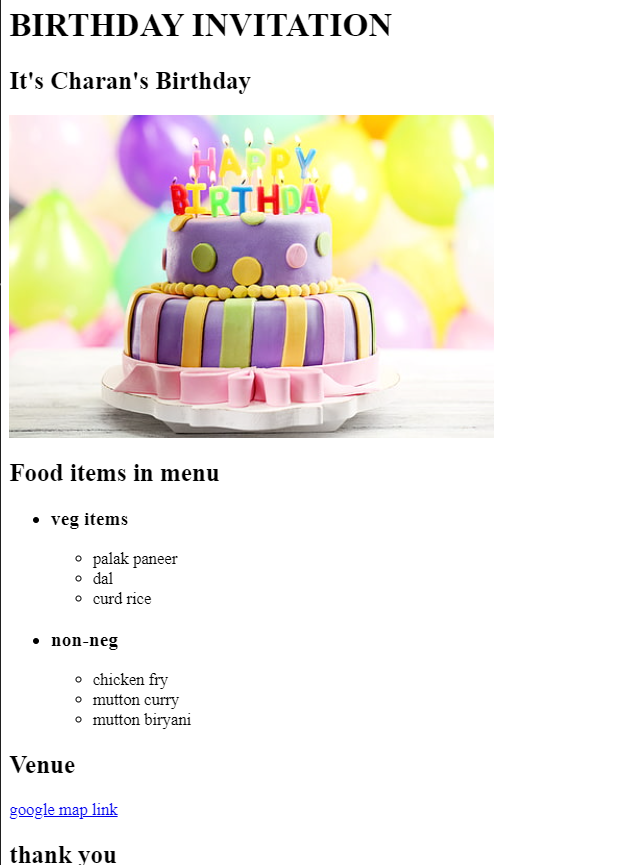 BIRTHDAY INVITATION
It's Charan's Birthday
HAPPY
BIRTHDAY
Food items in menu
veg items
palak paneer
dal
curd rice
non-neg
chicken fry
mutton curry
mutton biryani
Venue
google map link
thank you